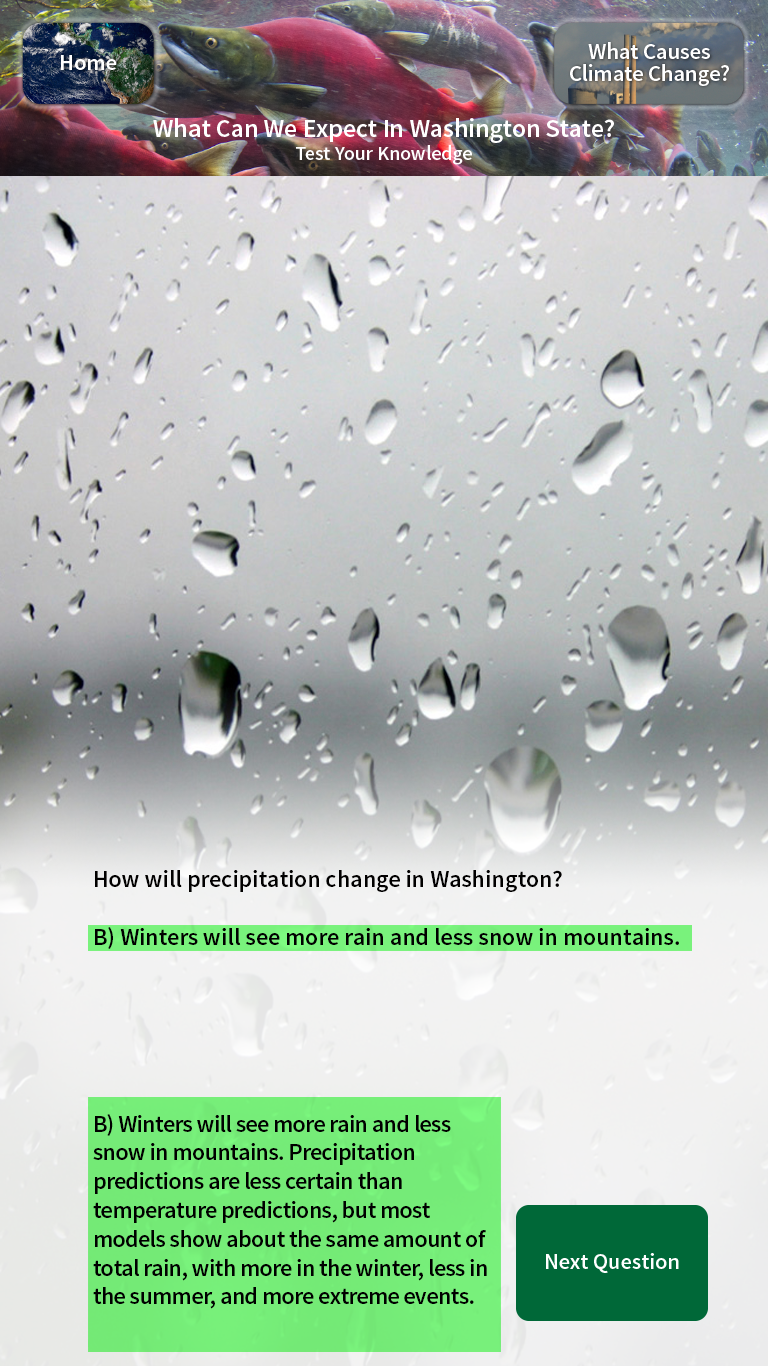 Home
What Causes
Climate Change?
What Can We Expect In Washington State?
Test Your Knowledge
How will precipitation change in Washington?
B) Winters will see more rain and less snow in mountains.
B) Winters will see more rain and less
snow in mountains. Precipitation
predictions are less certain than
temperature predictions, but most
models show about the same amount of
total rain, with more in the winter, less in
the summer, and more extreme events.
Next Question